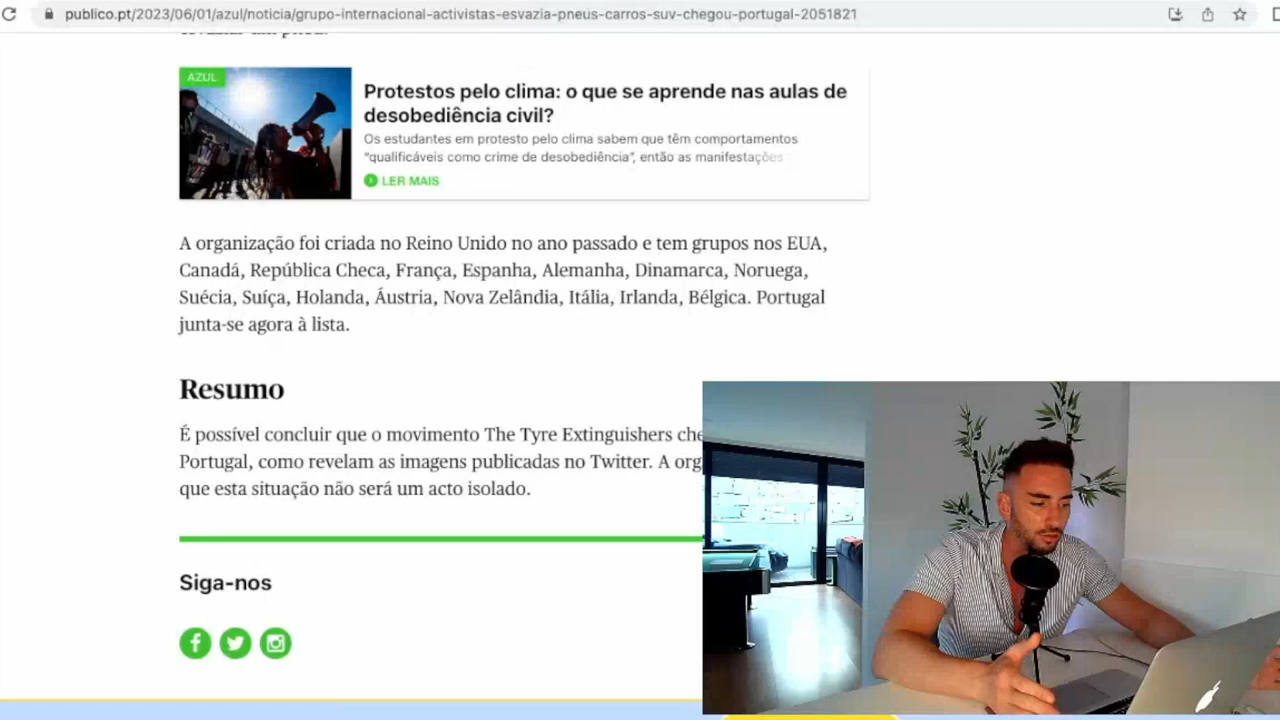 publico.pt/2023/06/01/azul/noticia/grupo-internacional-activistas-esvazia-pneus-carros-suv-chegou-portugal-2051821
AZUL
Protestos pelo clima: o que se aprende nas aulas de
desobediência civil?
Os estudantes em protesto pelo clima sabem que têm comportamentos
“qualificáveis como crime de desobediência”, então as manifestações
LER MAIS
A organização foi criada no Reino Unido no ano passado e tem grupos nos EUA,
Canadá, República Checa, França, Espanha, Alemanha, Dinamarca, Noruega,
Suécia, Suíça, Holanda, Áustria, Nova Zelândia, Itália, Irlanda, Bélgica. Portugal
junta-se agora à lista.
Resumo
É possível concluir que o movimento The Tyre Extinguishers che
Portugal, como revelam as imagens publicadas no Twitter. A org
que esta situação não será um acto isolado.
Siga-nos